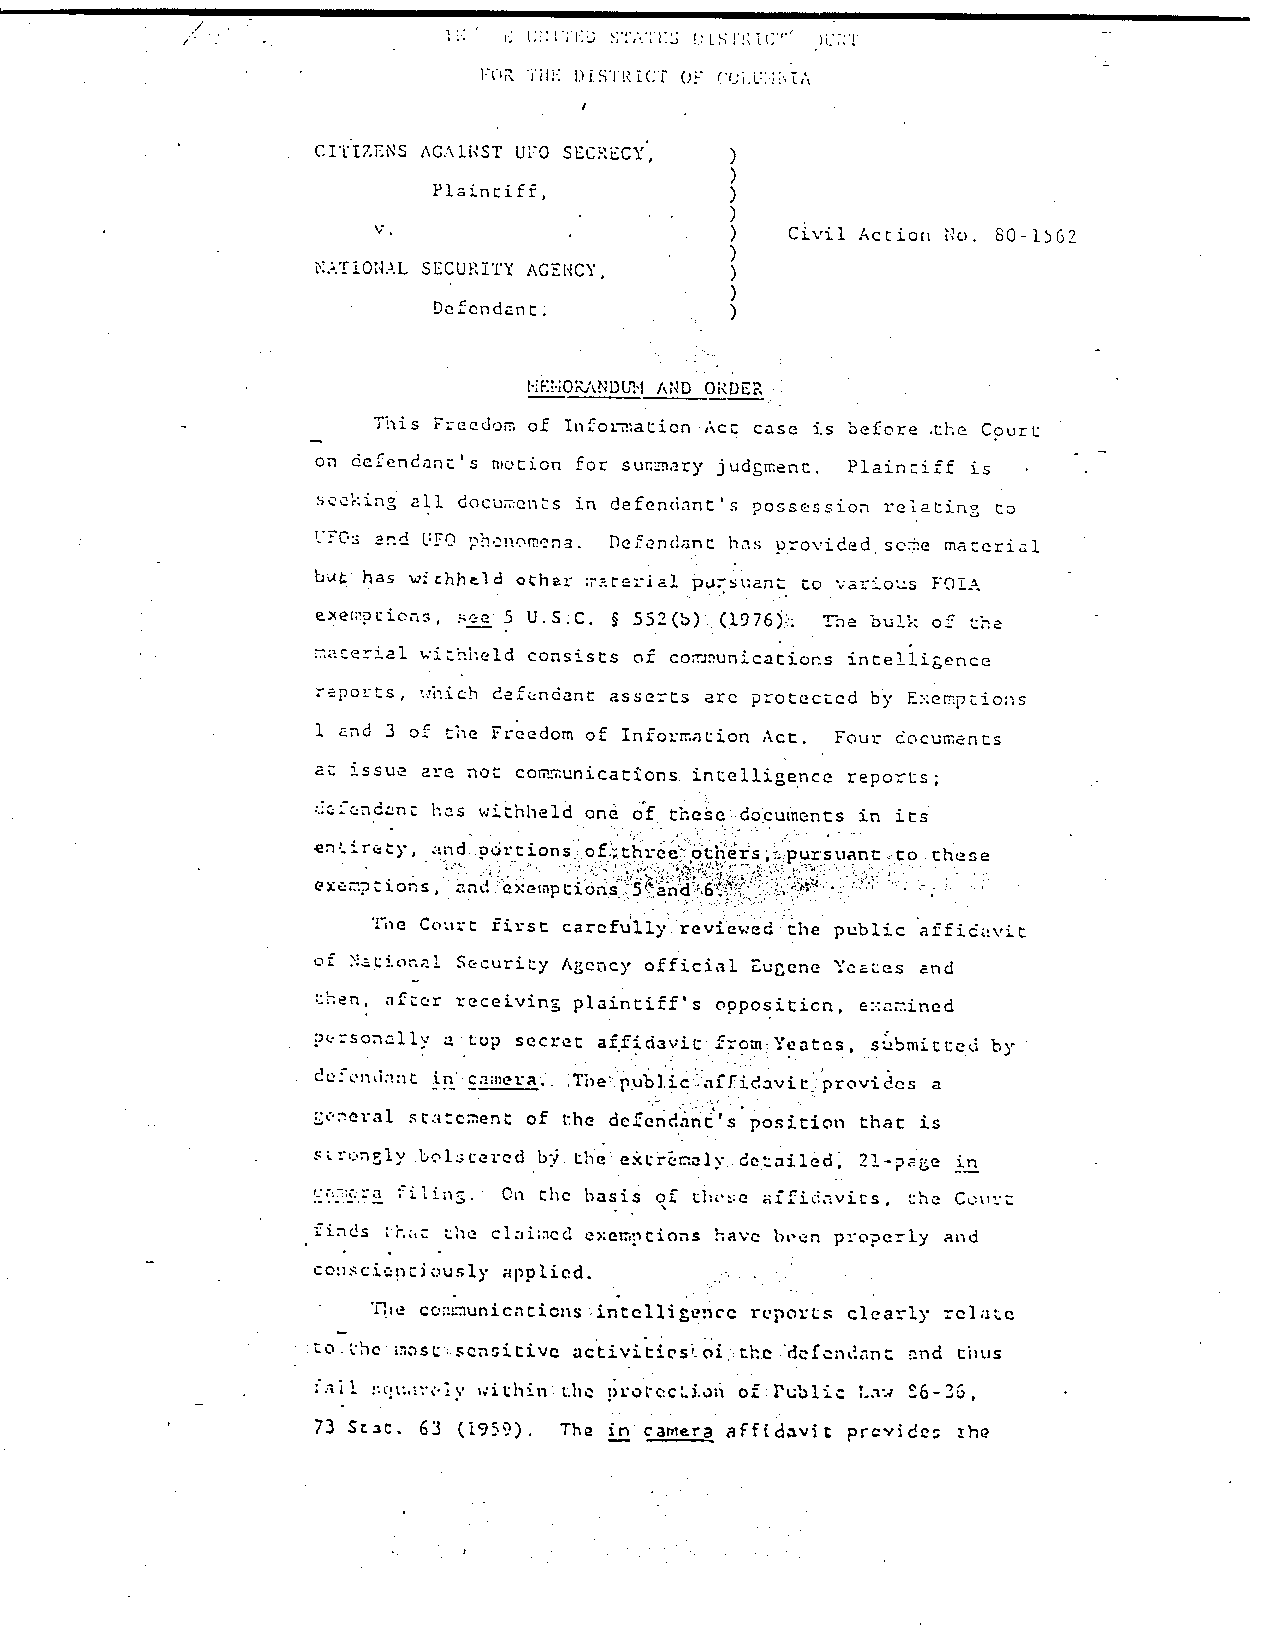 UNITED STATES DISTRICT
FOR THE DISTRICT OF COLUMBIA
CITIZENS AGAINST UFO SECRECY, )
)
Plaintiff, )
)
v. ) Civil Action No. 80-1562
)
NATIONAL SECURITY AGENCY, )
)
Defendant. )
MEMORANDUM AND ORDER
This Freedom of Information Act case is before the Court
on defendant's motion for summary judgment. Plaintiff is
seeking all documents in defendant's possession relating to
UFOs and UFO phenomena. Defendant has provided some material
but has withheld other material pursuant to various FOIA
exemptions, see 5 U.S.C. § 552(b) (1976). The bulk of the
material withheld consists of communications intelligence
reports, which defendant asserts are protected by Exemptions
1 and 3 of the Freedom of Information Act. Four documents
at issue are not communications intelligence reports;
defendant has withheld one of these documents in its
entirety, and portions of three others, pursuant to these
exemptions, and exemptions 5 and 6.
The Court first carefully reviewed the public affidavit
of National Security Agency official Eugene Yeates and
then, after receiving plaintiff's opposition, examined
personally a top secret affidavit from Yeates, submitted by
defendant in camera. The public affidavit provides a
general statement of the defendant's position that is
strongly bolstered by the extremely detailed, 21-page in
camera filing. On the basis of these affidavits, the Court
finds that the claimed exemptions have been properly and
conscientiously applied.
The communications intelligence reports clearly relate
to the most sensitive activities of the defendant and thus
fall squarely within the protection of Public Law 86-36,
73 Stat. 63 (1959). The in camera affidavit provides the